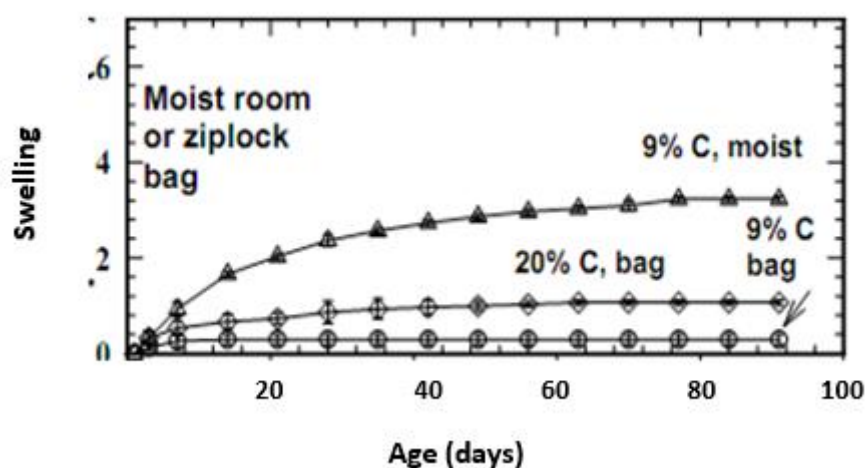 .6
Moist room
or ziplock
bag
.4
9% C, moist
9% C
bag
20% C, bag
.2
0
20 40 60 80 100
Swelling
Age (days)